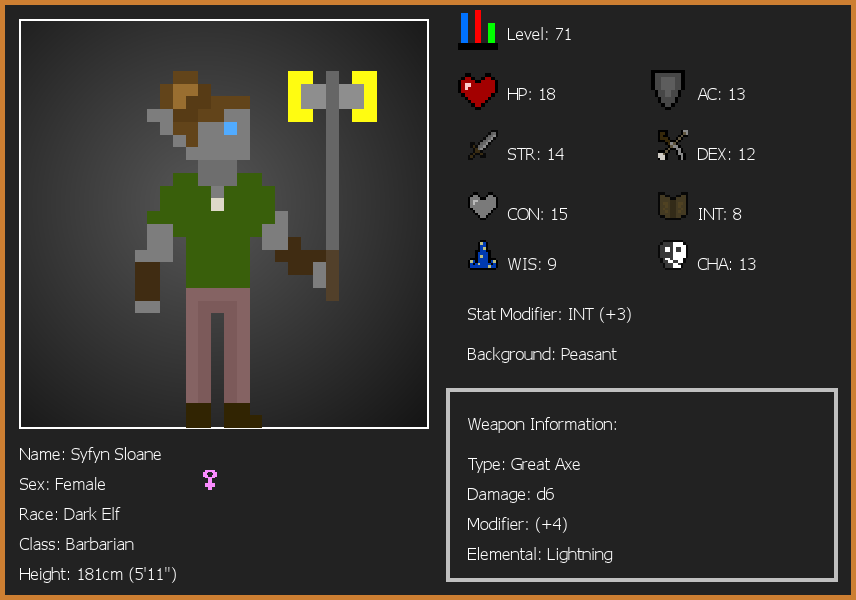 Level: 71
HP: 18
AC: 13
STR: 14
DEX: 12
CON: 15
INT: 8
WIS: 9
CHA: 13
Stat Modifier: INT (+3)
Background: Peasant
Weapon Information:
Type: Great Axe
Damage: d6
Modifier: (+4)
Elemental: Lightning
Name: Syfyn Sloane
Sex: Female
Race: Dark Elf
Class: Barbarian
Height: 181cm (5'11")